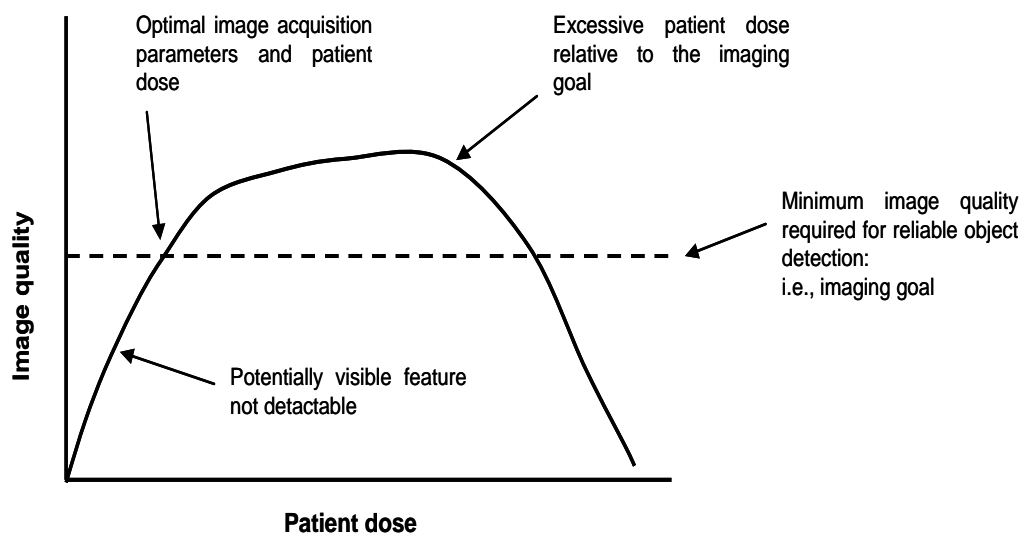 Optimal image acquisition
parameters and patient
dose
Excessive patient dose
relative to the imaging
goal
Minimum image quality
required for reliable object
detection:
i.e., imaging goal
Image quality
Potentially visible feature
not detactable
Patient dose